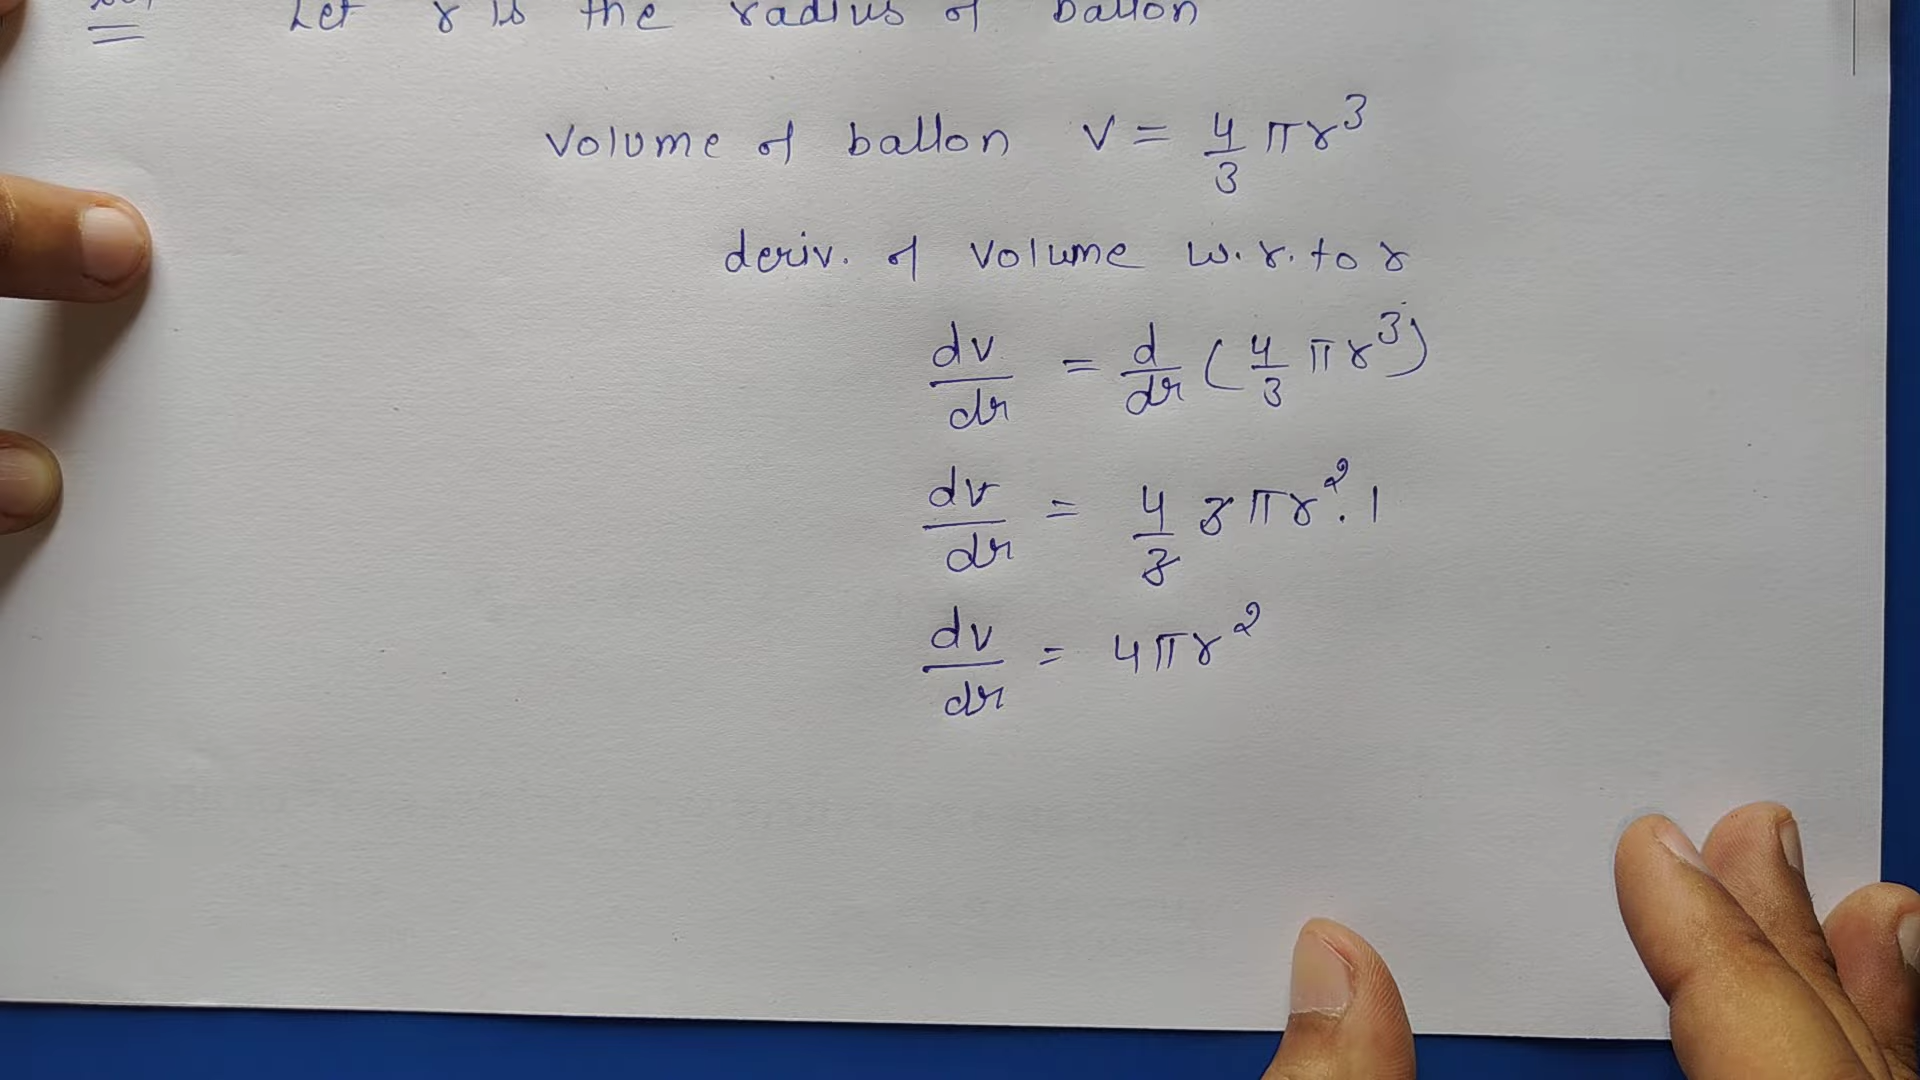 Let r is the radius of ballon
Volume of ballon V = 4/3 πr³
deriv. of Volume w.r.to r
dv/dr = d/dr (4/3 πr³)
dv/dr = 4/3 3πr².1
dv/dr = 4πr²